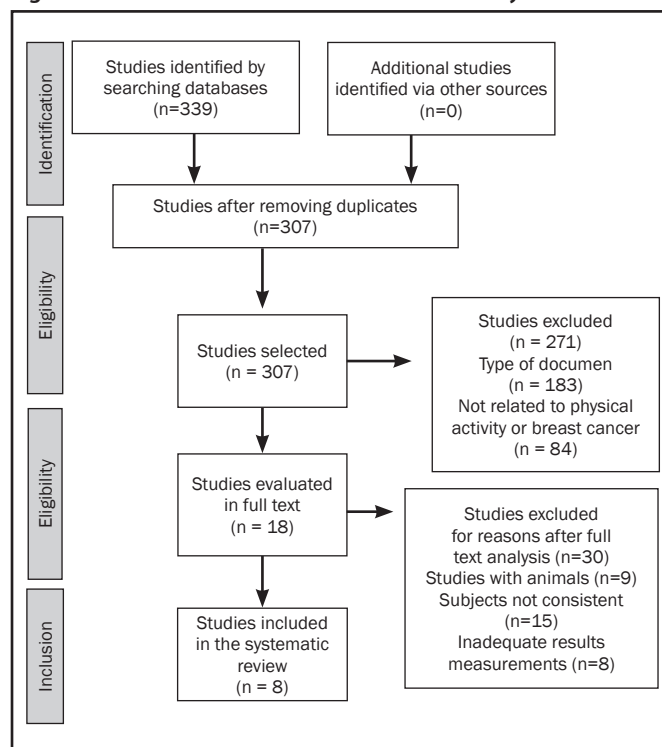 Identification
Studies identified by
searching databases
(n=339)
Additional studies
identified via other sources
(n=0)
Studies after removing duplicates
(n=307)
Eligibility
Studies selected
(n = 307)
Studies excluded
(n = 271)
Type of documen
(n = 183)
Not related to physical
activity or breast cancer
(n = 84)
Eligibility
Studies evaluated
in full text
(n = 18)
Studies excluded
for reasons after full
text analysis (n=30)
Studies with animals (n=9)
Subjects not consistent
(n=15)
Inadequate results
measurements (n=8)
Inclusion
Studies included
in the systematic
review
(n = 8)